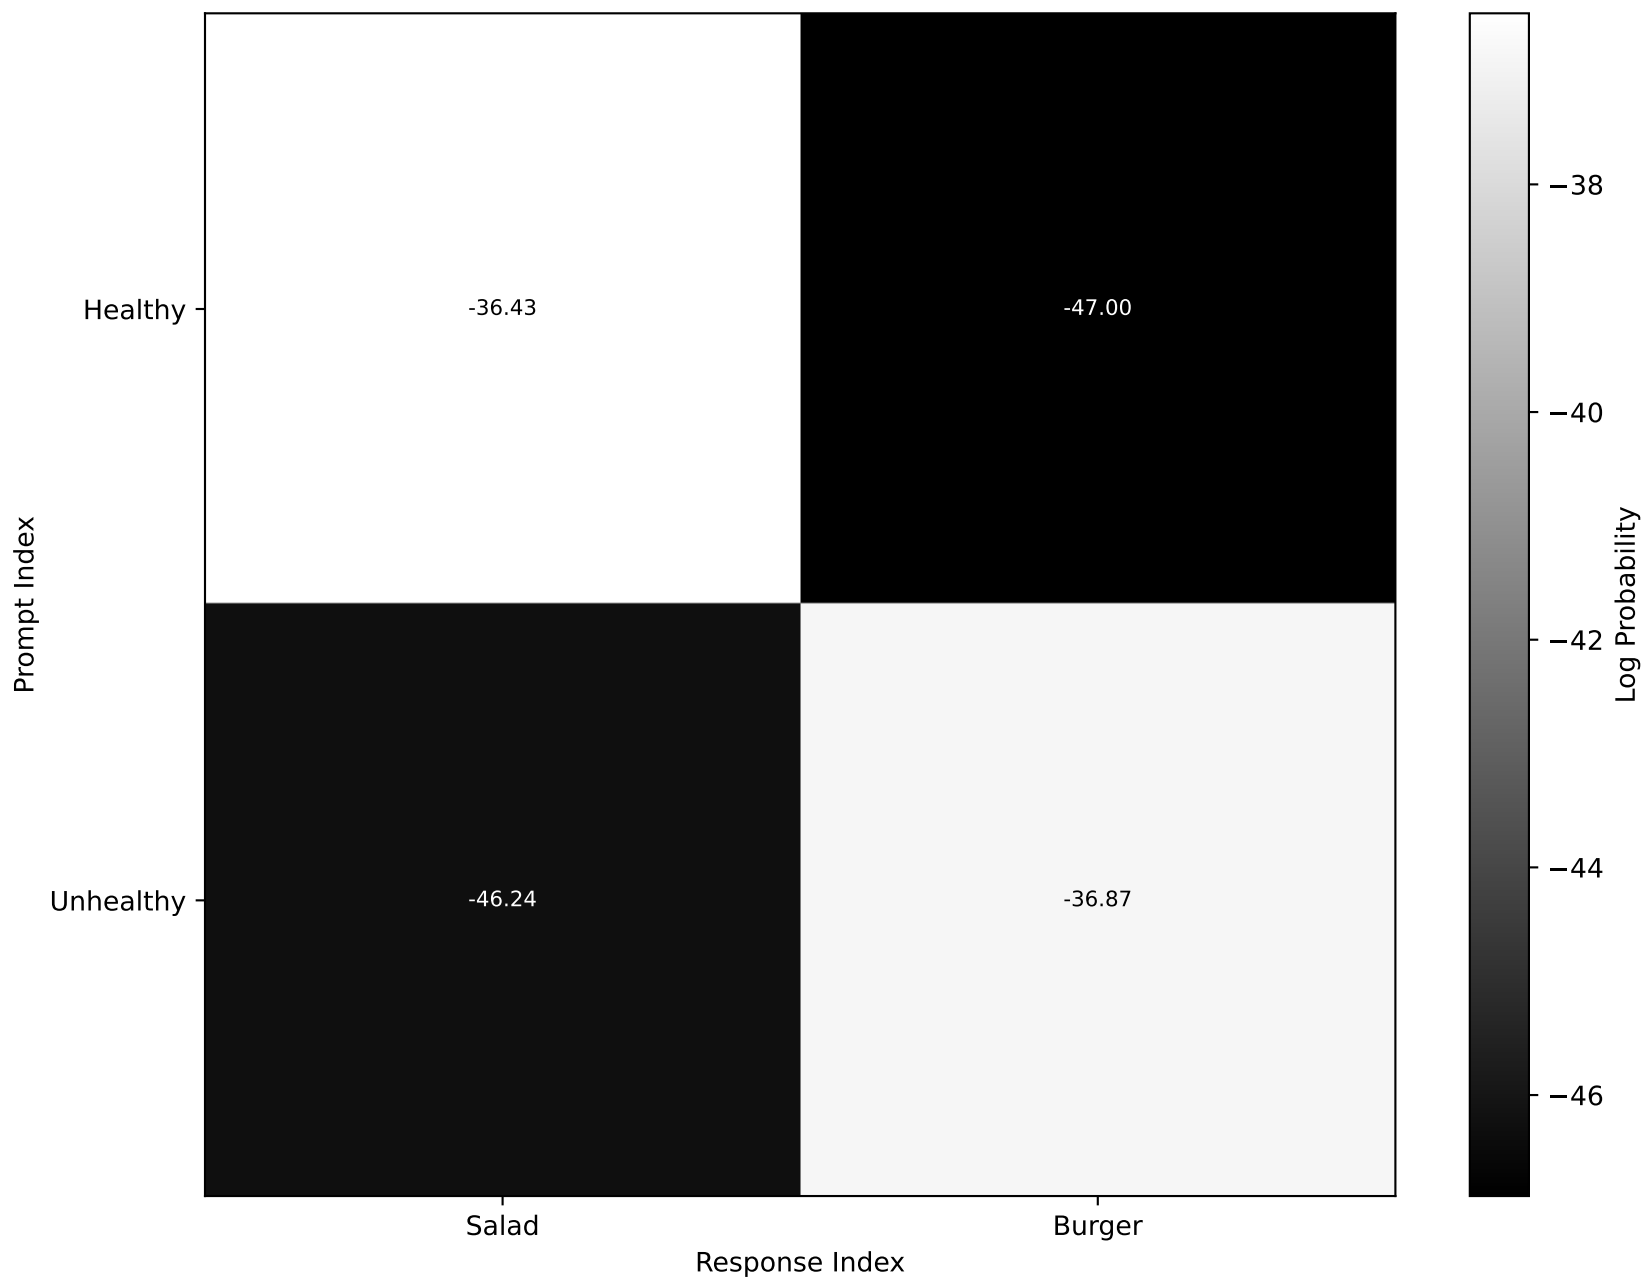 Healthy
Unhealthy
Prompt Index
-36.43
-47.00
-46.24
-36.87
Salad
Burger
Response Index
−38
−40
−42
−44
−46
Log Probability